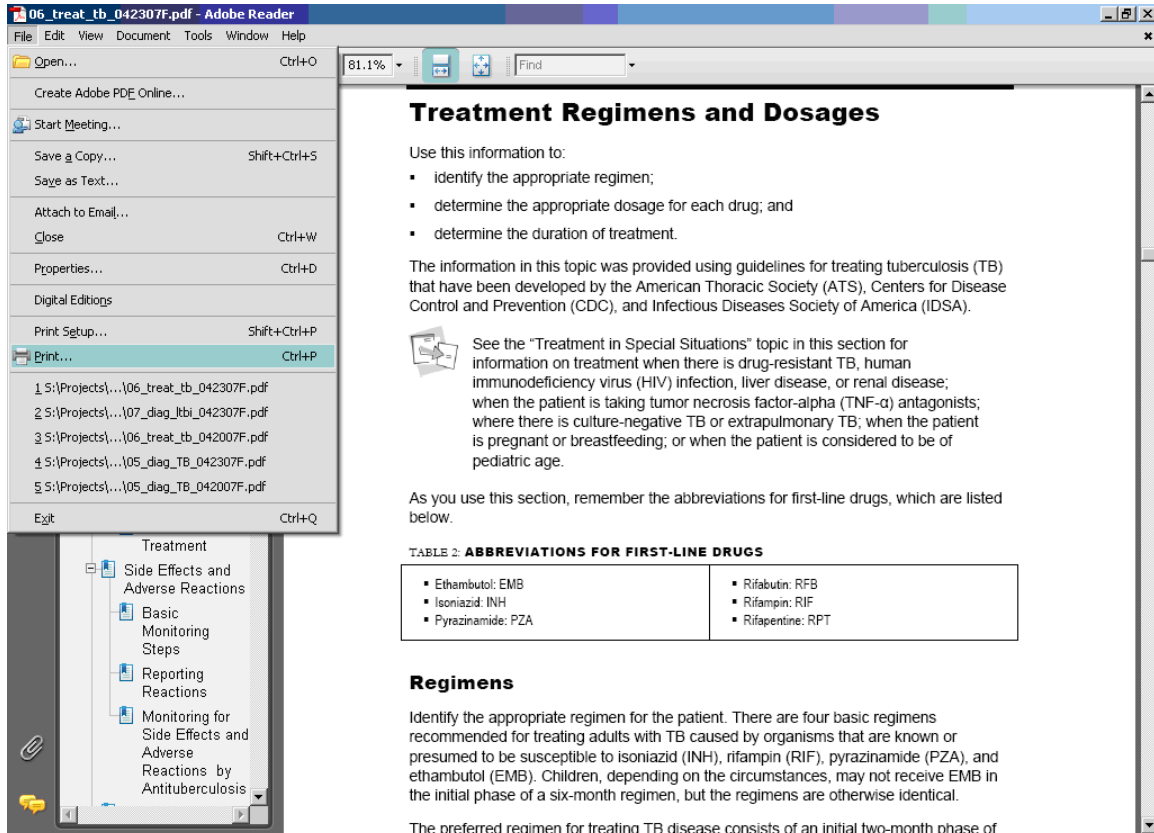 06_treat_tb_042307F.pdf - Adobe Reader
File Edit View Document Tools Window Help
Open... Ctrl+O
Create Adobe PDF Online...
Start Meeting...
Save a Copy... Shift+Ctrl+S
Save as Text...
Attach to Email...
Close Ctrl+W
Properties... Ctrl+D
Digital Editions
Print Setup... Shift+Ctrl+P
Print... Ctrl+P
1 S:\Projects\...\06_treat_tb_042307F.pdf
2 S:\Projects\...\07_diag_ltbi_042307F.pdf
3 S:\Projects\...\06_treat_tb_042007F.pdf
4 S:\Projects\...\05_diag_TB_042307F.pdf
5 S:\Projects\...\05_diag_TB_042007F.pdf
Exit Ctrl+Q
Treatment
Side Effects and
Adverse Reactions
Basic
Monitoring
Steps
Reporting
Reactions
Monitoring for
Side Effects and
Adverse
Reactions by
Antituberculosis
81.1%
Find
Treatment Regimens and Dosages
Use this information to:
▪ identify the appropriate regimen;
▪ determine the appropriate dosage for each drug; and
▪ determine the duration of treatment.
The information in this topic was provided using guidelines for treating tuberculosis (TB)
that have been developed by the American Thoracic Society (ATS), Centers for Disease
Control and Prevention (CDC), and Infectious Diseases Society of America (IDSA).
See the “Treatment in Special Situations” topic in this section for
information on treatment when there is drug-resistant TB, human
immunodeficiency virus (HIV) infection, liver disease, or renal disease;
when the patient is taking tumor necrosis factor-alpha (TNF-α) antagonists;
where there is culture-negative TB or extrapulmonary TB; when the patient
is pregnant or breastfeeding; or when the patient is considered to be of
pediatric age.
As you use this section, remember the abbreviations for first-line drugs, which are listed
below.
TABLE 2: ABBREVIATIONS FOR FIRST-LINE DRUGS
▪ Ethambutol: EMB
▪ Isoniazid: INH
▪ Pyrazinamide: PZA
▪ Rifabutin: RFB
▪ Rifampin: RIF
▪ Rifapentine: RPT
Regimens
Identify the appropriate regimen for the patient. There are four basic regimens
recommended for treating adults with TB caused by organisms that are known or
presumed to be susceptible to isoniazid (INH), rifampin (RIF), pyrazinamide (PZA), and
ethambutol (EMB). Children, depending on the circumstances, may not receive EMB in
the initial phase of a six-month regimen, but the regimens are otherwise identical.
The preferred regimen for treating TB disease consists of an initial two-month phase of